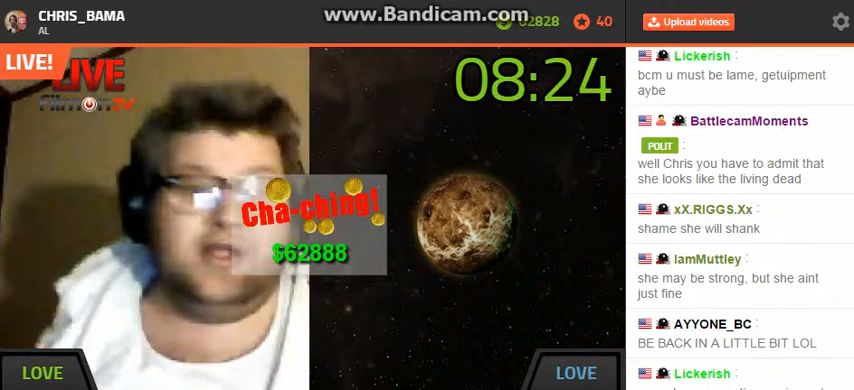 www.Bandicam.com
CHRIS_BAMA
AL
62828
40
Upload videos
LIVE!
LIVE
FilmOn.TV
08:24
Cha-ching!
$62888
LOVE
LOVE
Lickerish :
bcm u must be lame, getuipment
aybe
BattlecamMoments
POLIT :
well Chris you have to admit that
she looks like the living dead
xX.RIGGS.Xx :
shame she will shank
IamMuttley :
she may be strong, but she aint
just fine
AYYONE_BC :
BE BACK IN A LITTLE BIT LOL
Lickerish :